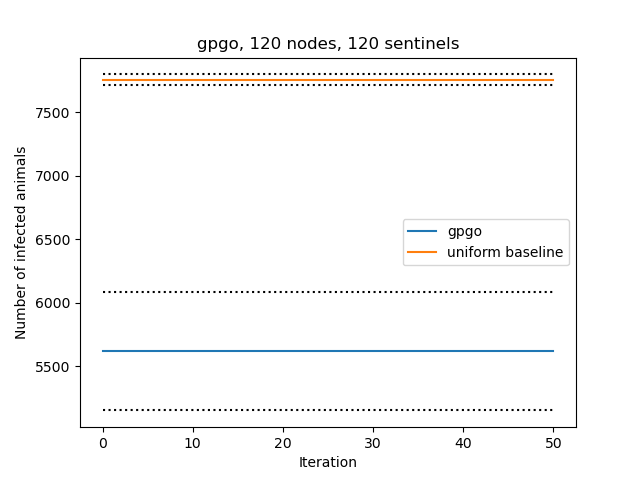 gpgo, 120 nodes, 120 sentinels
Number of infected animals
7500
7000
6500
6000
5500
gpgo
uniform baseline
0
10
20
30
40
50
Iteration